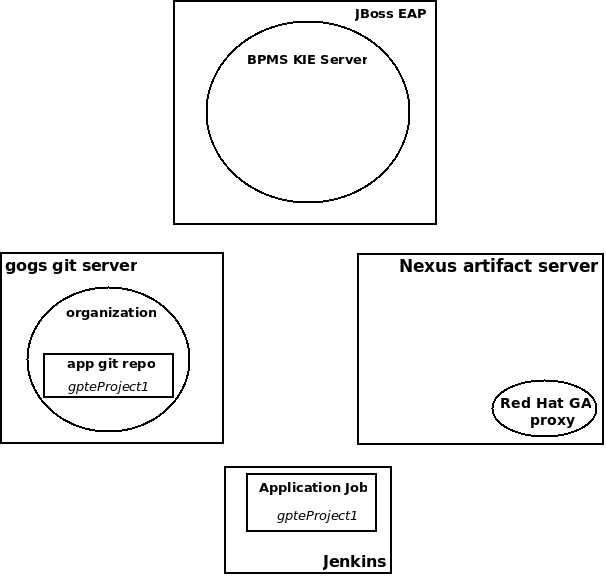 JBoss EAP
BPMS KIE Server
gogs git server
organization
app git repo
gpteProject1
Nexus artifact server
Red Hat GA
proxy
Application Job
gpteProject1
Jenkins